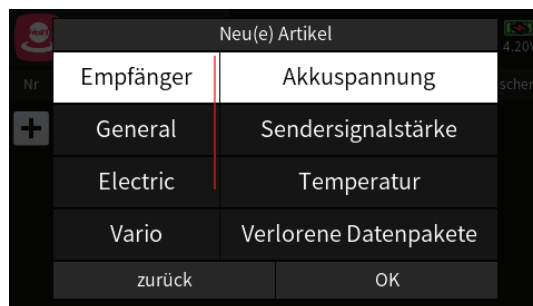 Neu(e) Artikel
4.20V
Nr
Empfänger Akkuspannung
General Sendersignalstärke
Electric Temperatur
Vario Verlorene Datenpakete
zurück OK